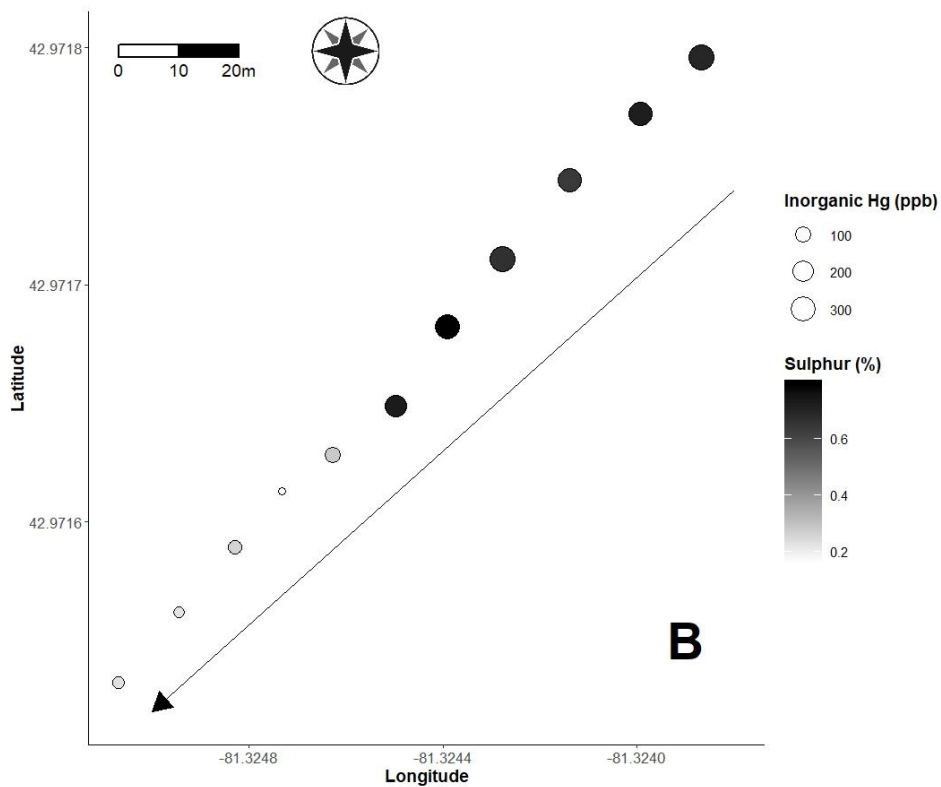 42.9718
42.9717
42.9716
Latitude
0 10 20m
-81.3248 -81.3244 -81.3240
Longitude
B
Inorganic Hg (ppb)
100
200
300
Sulphur (%)
0.6
0.4
0.2